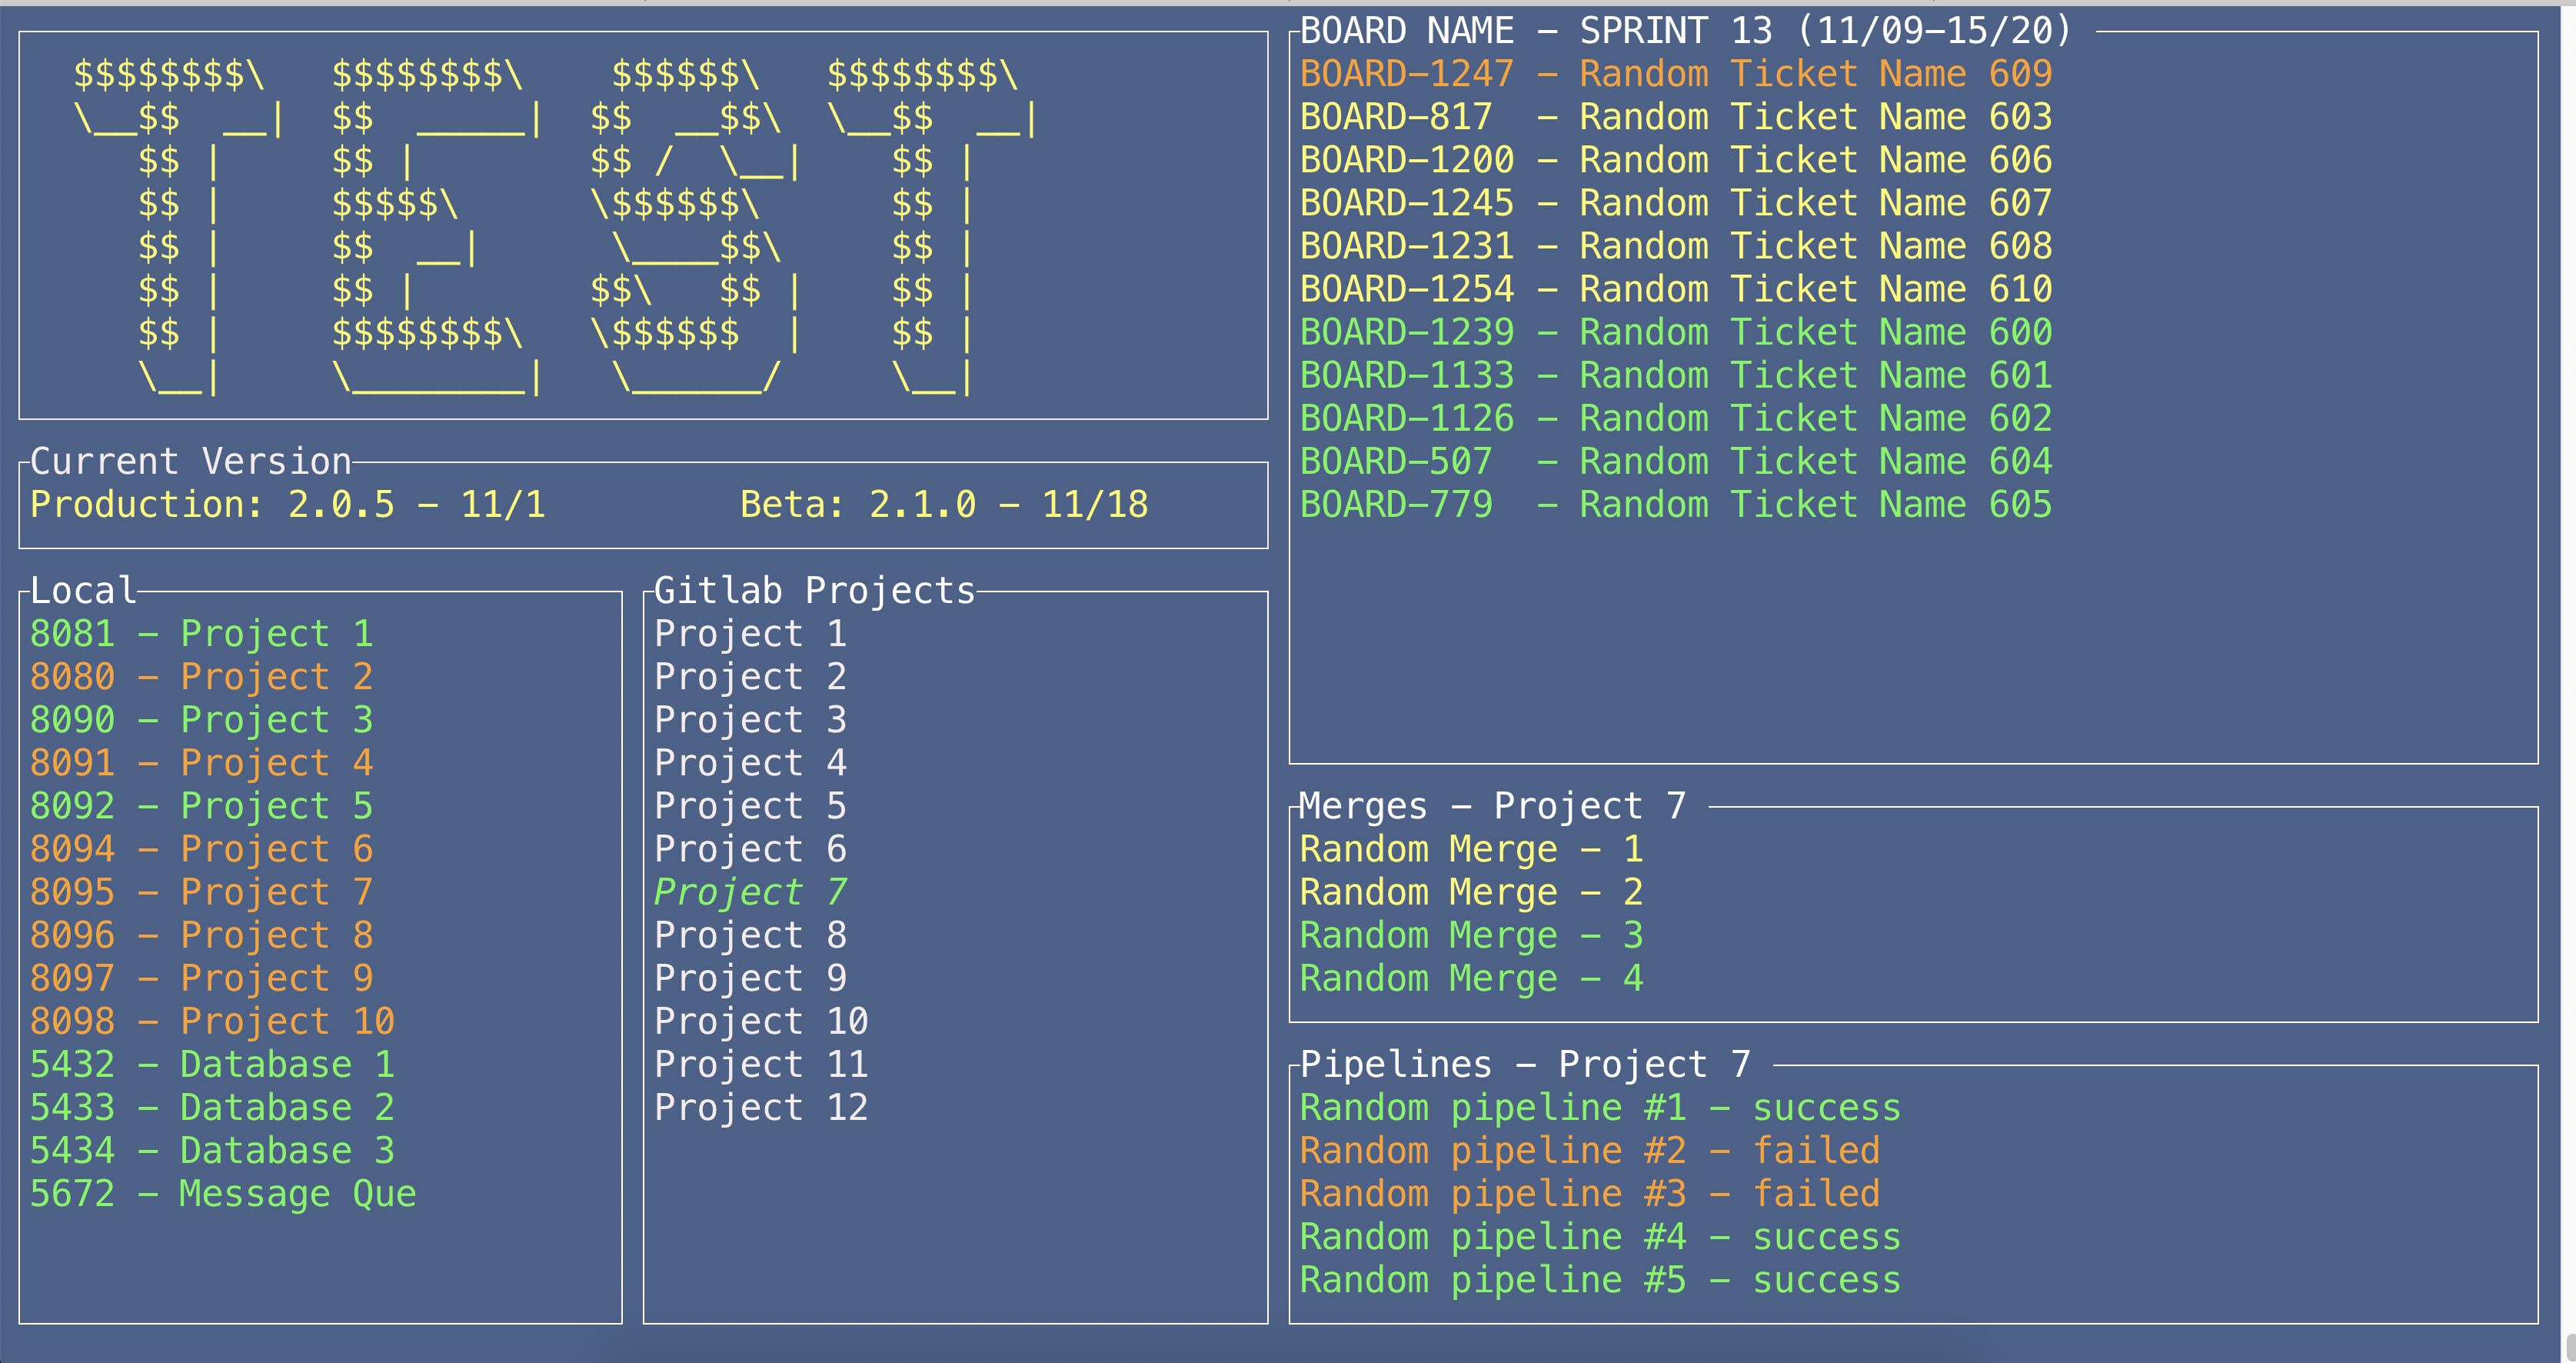 $$$$$$$$\   $$$$$$$$\    $$$$$$\   $$$$$$$$\
\__$$  __|  $$  _____|  $$  __$$\  \__$$  __|
   $$ |     $$ |        $$ /  \__|    $$ |
   $$ |     $$$$$\      \$$$$$$\      $$ |
   $$ |     $$  __|      \____$$\     $$ |
   $$ |     $$ |        $$\   $$ |    $$ |
   $$ |     $$$$$$$$\   \$$$$$$  |    $$ |
   \__|     \________|   \______/     \__|
Current Version
Production: 2.0.5 – 11/1         Beta: 2.1.0 – 11/18
Local
8081 – Project 1
8080 – Project 2
8090 – Project 3
8091 – Project 4
8092 – Project 5
8094 – Project 6
8095 – Project 7
8096 – Project 8
8097 – Project 9
8098 – Project 10
5432 – Database 1
5433 – Database 2
5434 – Database 3
5672 – Message Que
Gitlab Projects
Project 1
Project 2
Project 3
Project 4
Project 5
Project 6
Project 7
Project 8
Project 9
Project 10
Project 11
Project 12
BOARD NAME – SPRINT 13 (11/09–15/20)
BOARD–1247 – Random Ticket Name 609
BOARD–817  – Random Ticket Name 603
BOARD–1200 – Random Ticket Name 606
BOARD–1245 – Random Ticket Name 607
BOARD–1231 – Random Ticket Name 608
BOARD–1254 – Random Ticket Name 610
BOARD–1239 – Random Ticket Name 600
BOARD–1133 – Random Ticket Name 601
BOARD–1126 – Random Ticket Name 602
BOARD–507  – Random Ticket Name 604
BOARD–779  – Random Ticket Name 605
Merges – Project 7
Random Merge – 1
Random Merge – 2
Random Merge – 3
Random Merge – 4
Pipelines – Project 7
Random pipeline #1 – success
Random pipeline #2 – failed
Random pipeline #3 – failed
Random pipeline #4 – success
Random pipeline #5 – success